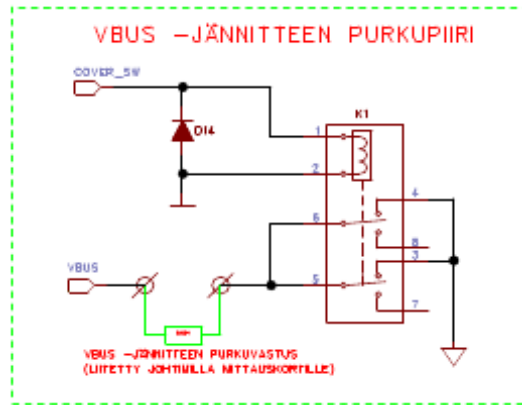 VBUS -JÄNNITTEEN PURKUPIIRI
COVER_SW
K1
D14
1
2
4
6
8
3
VBUS
5
7
VBUS -JÄNNITTEEN PURKUVASTUS
(LIITETTY JOHTIMILLA MITTAUSKORTILLE)